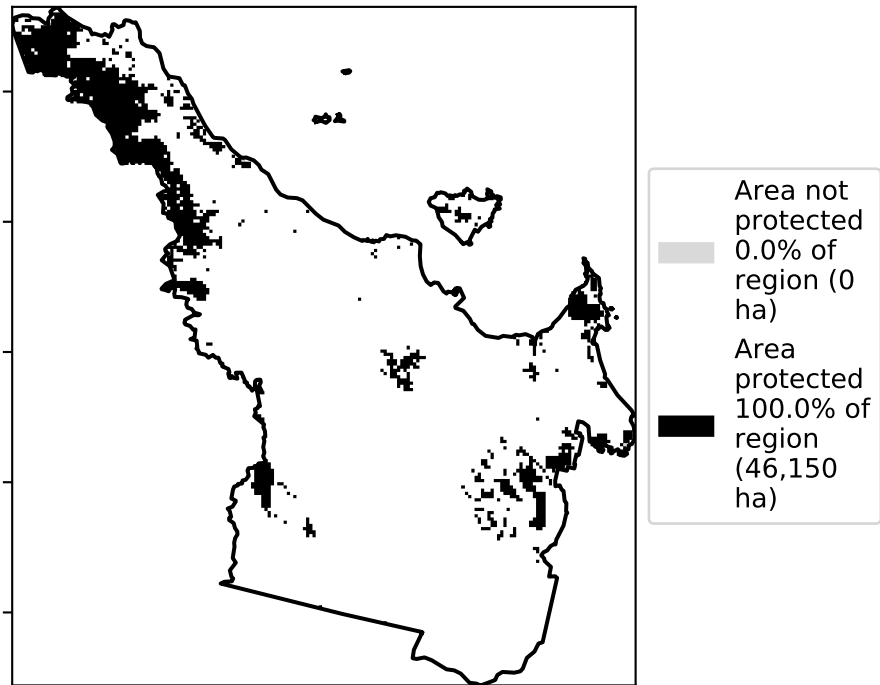 Area not
protected
0.0% of
region (0
ha)
Area
protected
100.0% of
region
(46,150
ha)